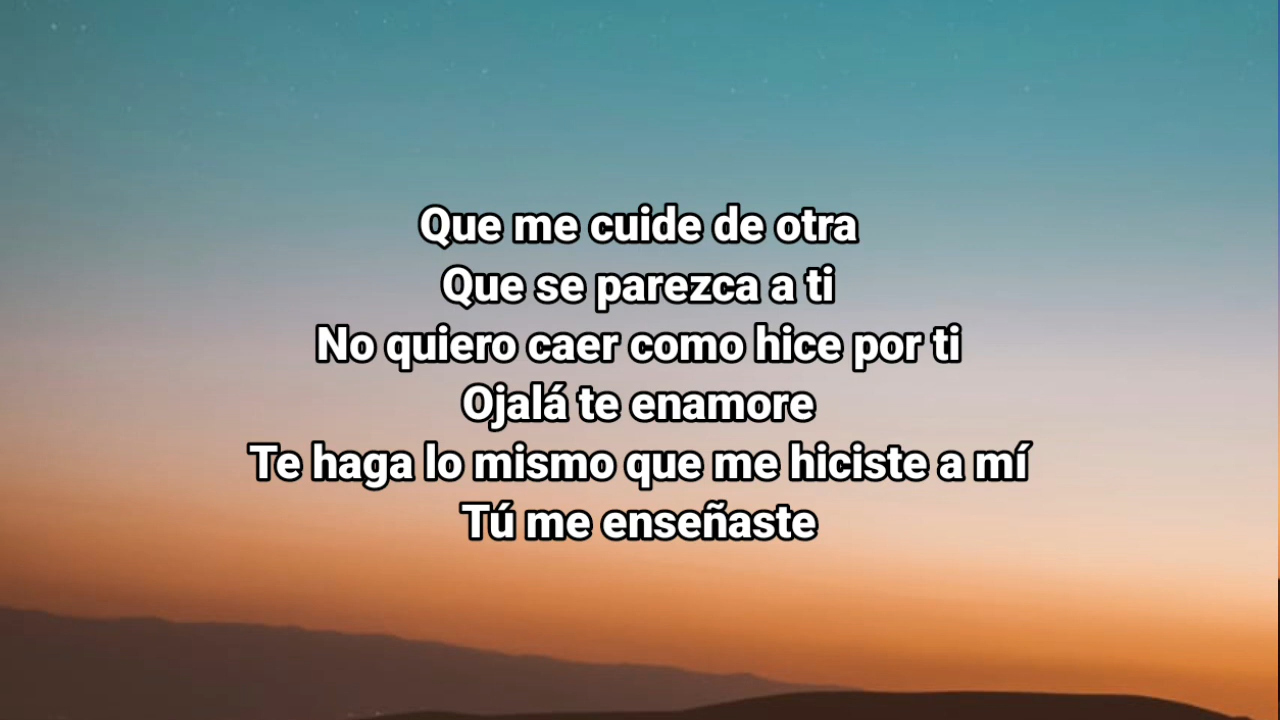 Que me cuide de otra
Que se parezca a ti
No quiero caer como hice por ti
Ojalá te enamore
Te haga lo mismo que me hiciste a mí
Tú me enseñaste